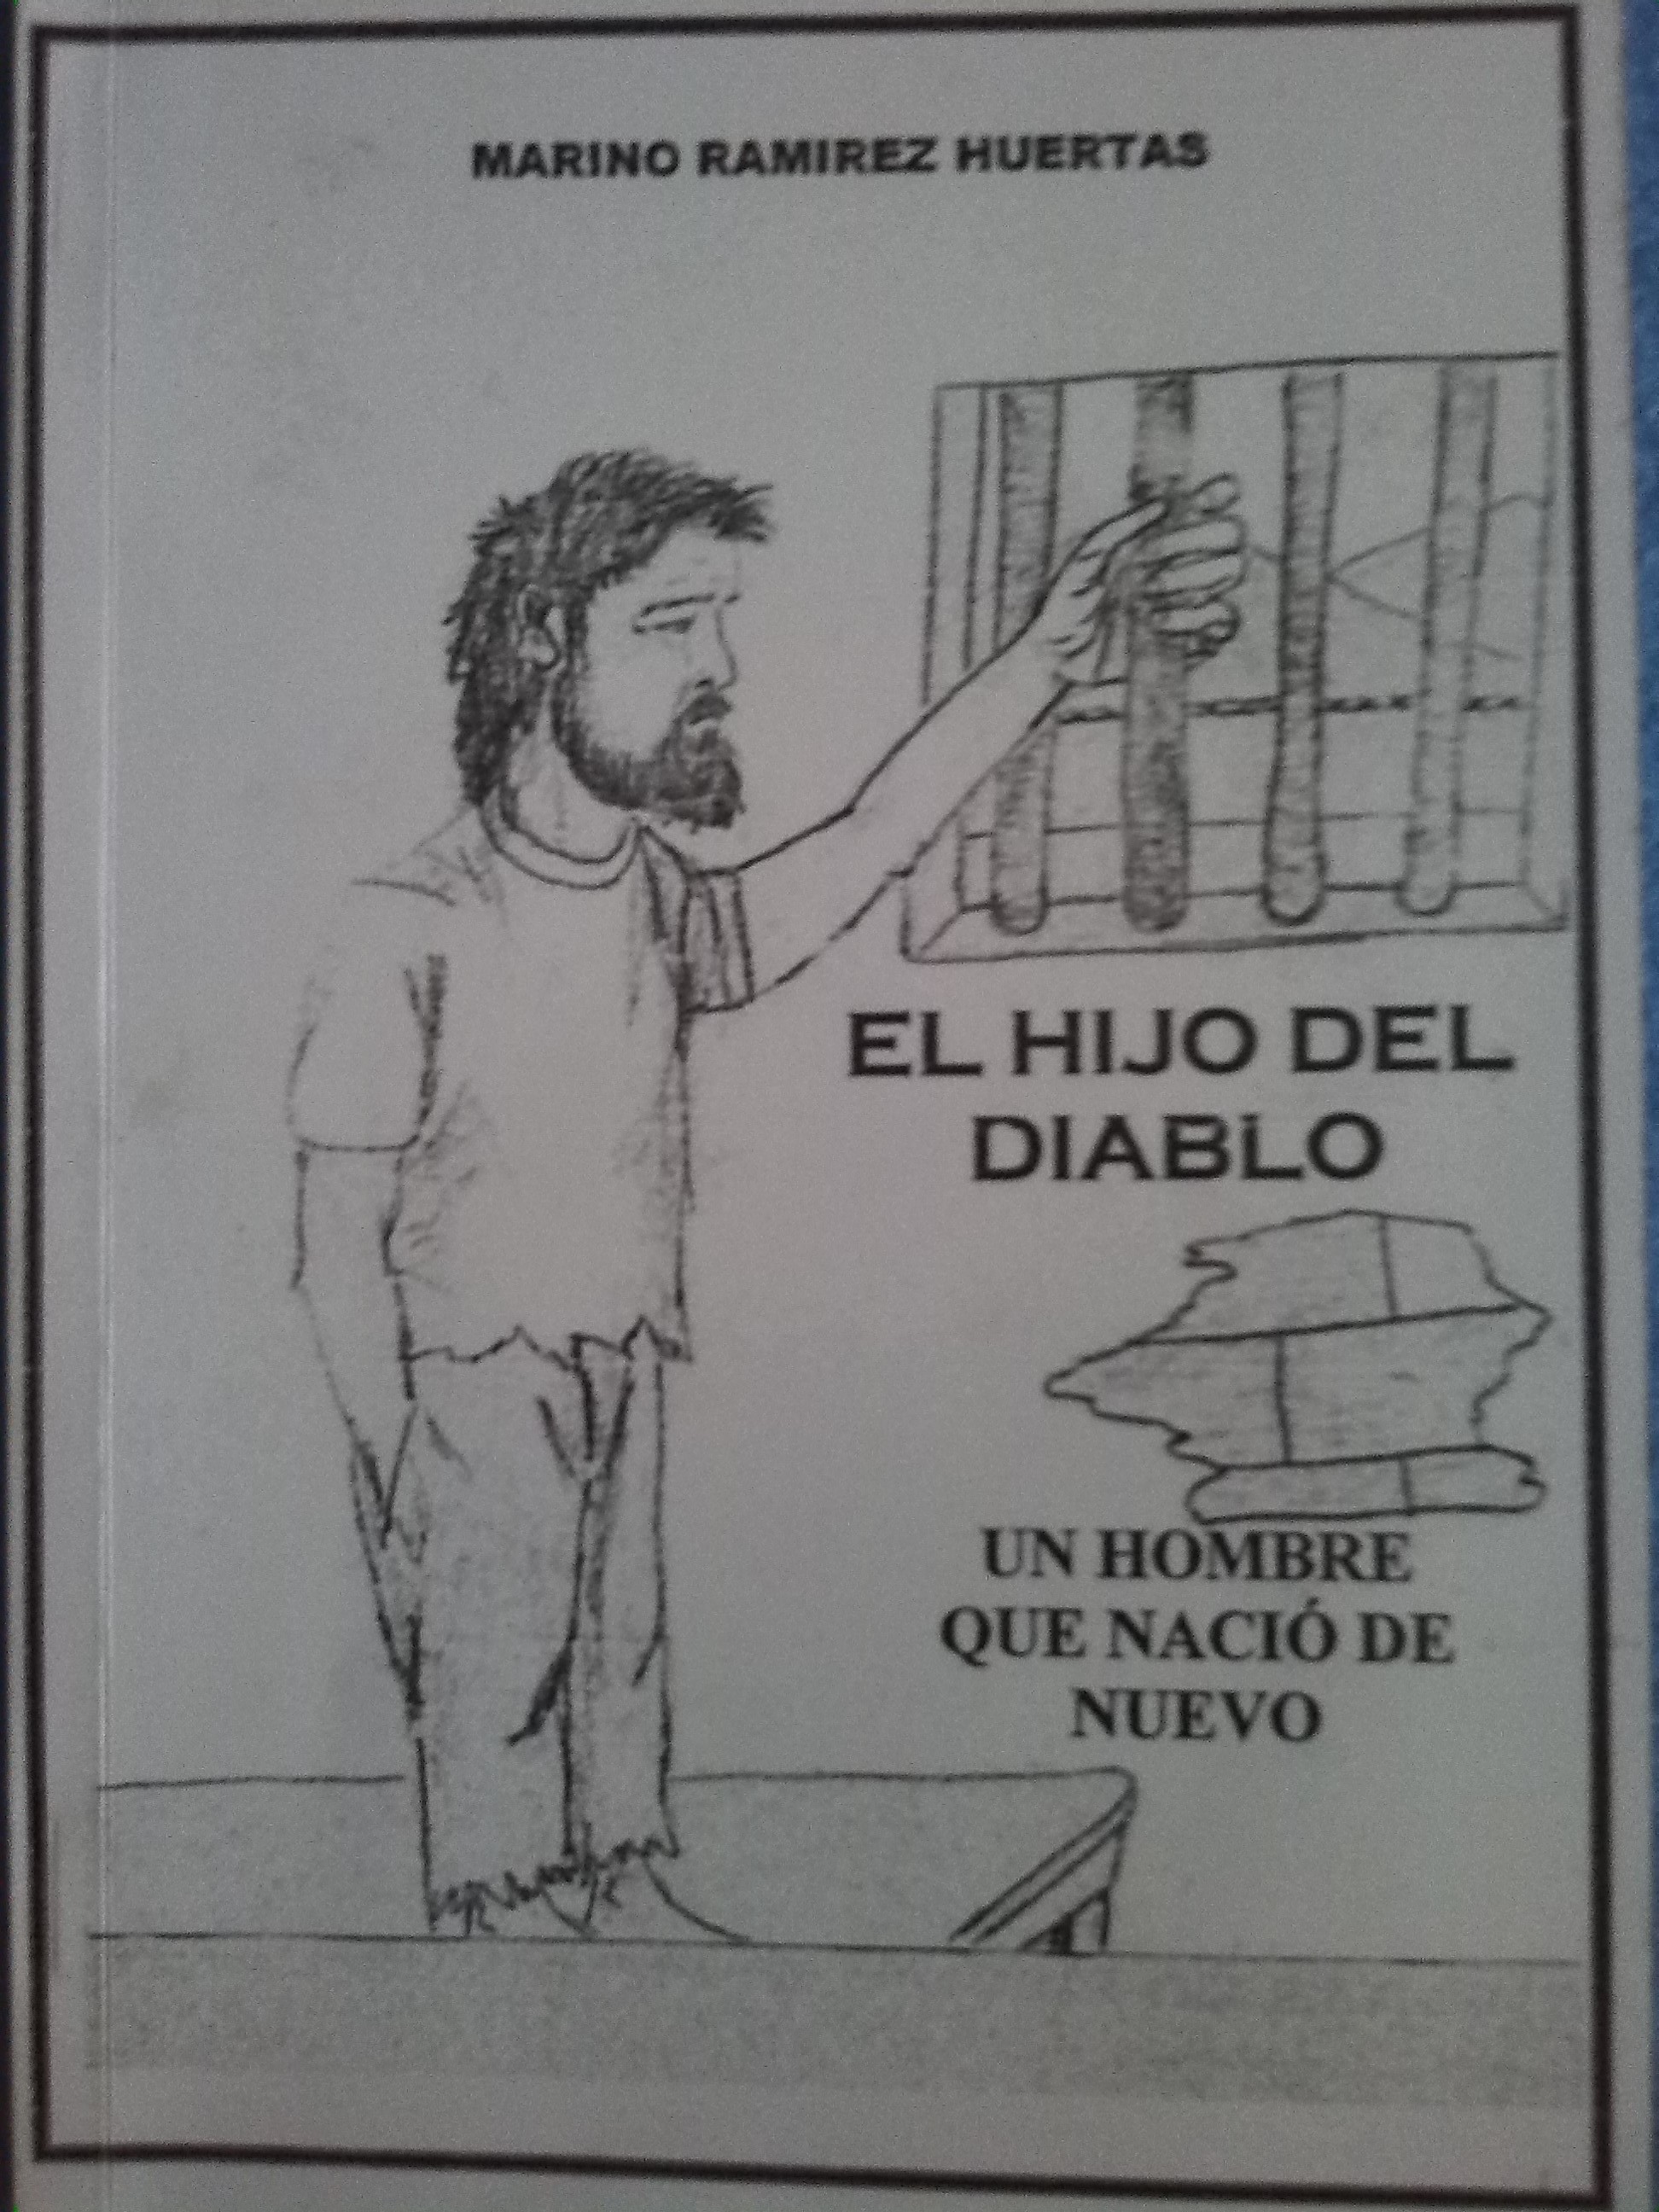 MARINO RAMIREZ HUERTAS
EL HIJO DEL
DIABLO
UN HOMBRE
QUE NACIÓ DE
NUEVO